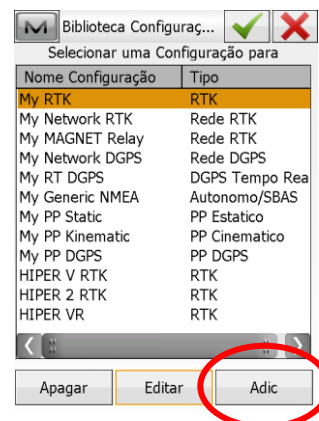 M Biblioteca Configuraç...
Selecionar uma Configuração para
Nome Configuração Tipo
My RTK RTK
My Network RTK Rede RTK
My MAGNET Relay Rede RTK
My Network DGPS Rede DGPS
My RT DGPS DGPS Tempo Rea
My Generic NMEA Autonomo/SBAS
My PP Static PP Estatico
My PP Kinematic PP Cinematico
My PP DGPS PP DGPS
HIPER V RTK RTK
HIPER 2 RTK RTK
HIPER VR RTK
Apagar Editar Adic